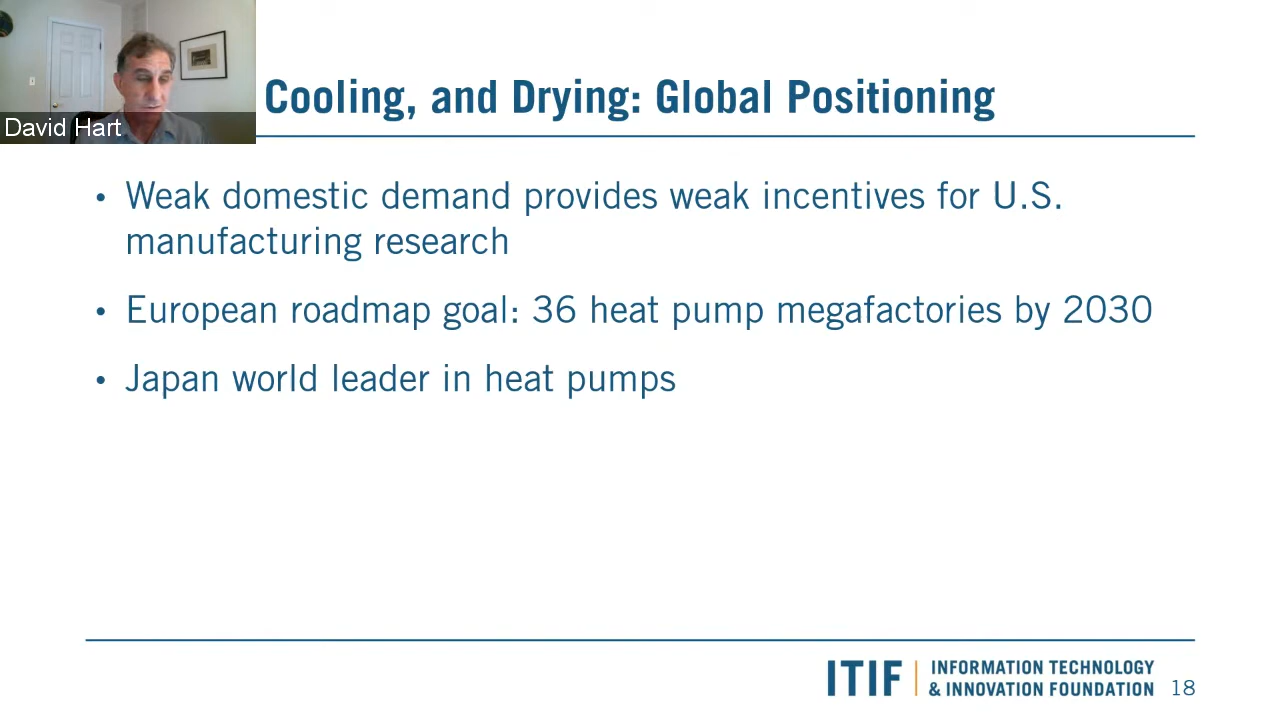 David Hart
Cooling, and Drying: Global Positioning
• Weak domestic demand provides weak incentives for U.S.
manufacturing research
• European roadmap goal: 36 heat pump megafactories by 2030
• Japan world leader in heat pumps
ITIF | INFORMATION TECHNOLOGY
& INNOVATION FOUNDATION
18